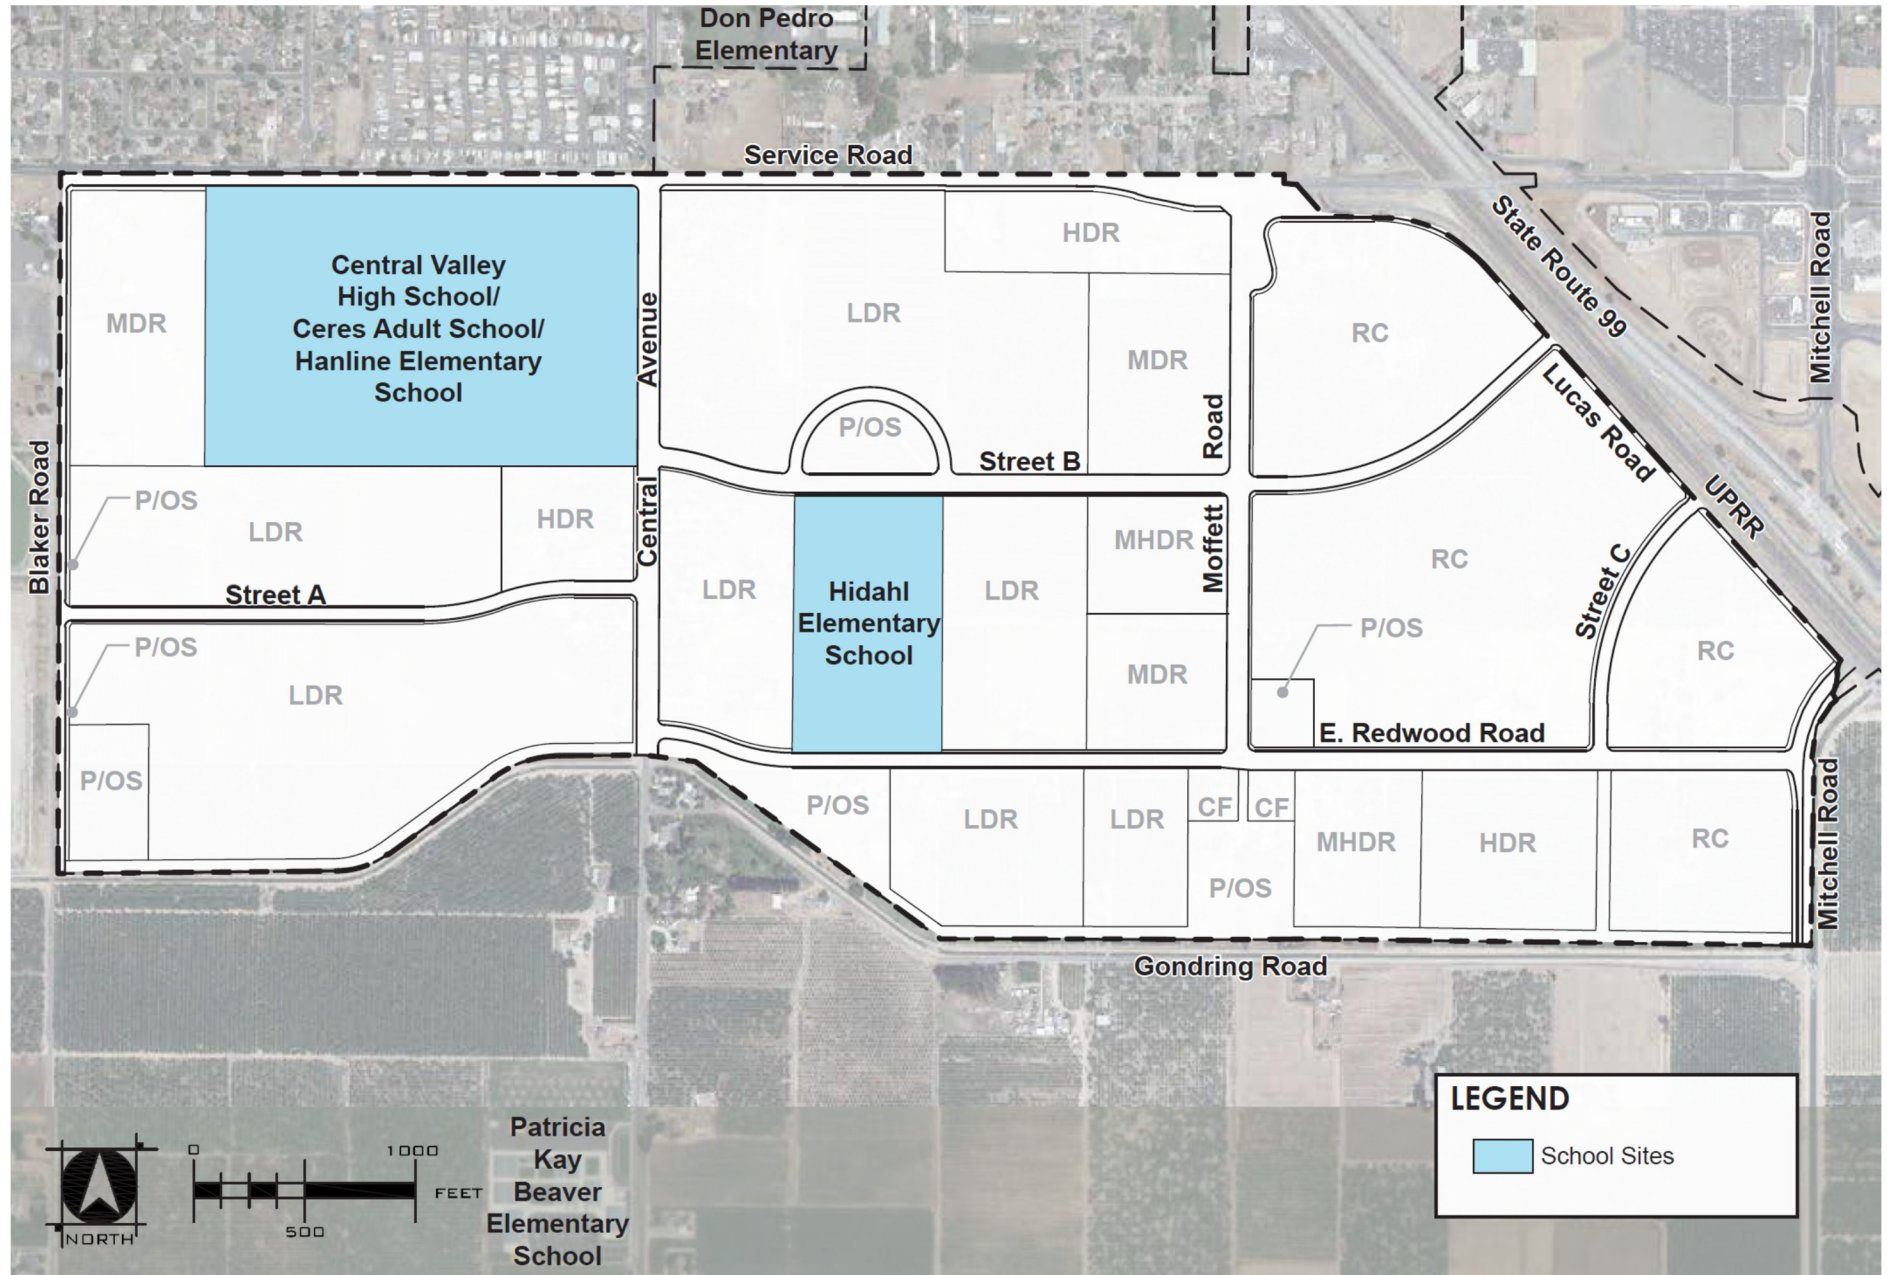 Don Pedro
Elementary
Service Road
State Route 99
Mitchell Road
Central Valley
High School/
Ceres Adult School/
Hanline Elementary
School
MDR
Avenue
LDR
HDR
MDR
Road
RC
P/OS
Street B
Lucas Road
UPRR
Blaker Road
P/OS
LDR
HDR
Central
Street A
LDR
Hidahl
Elementary
School
LDR
MHDR
Moffett
MDR
RC
Street C
P/OS
RC
E. Redwood Road
P/OS
LDR
P/OS
P/OS
LDR
LDR
CF
CF
P/OS
MHDR
HDR
RC
Mitchell Road
Gondring Road
LEGEND
School Sites
NORTH
0
1000
FEET
500
Patricia
Kay
Beaver
Elementary
School